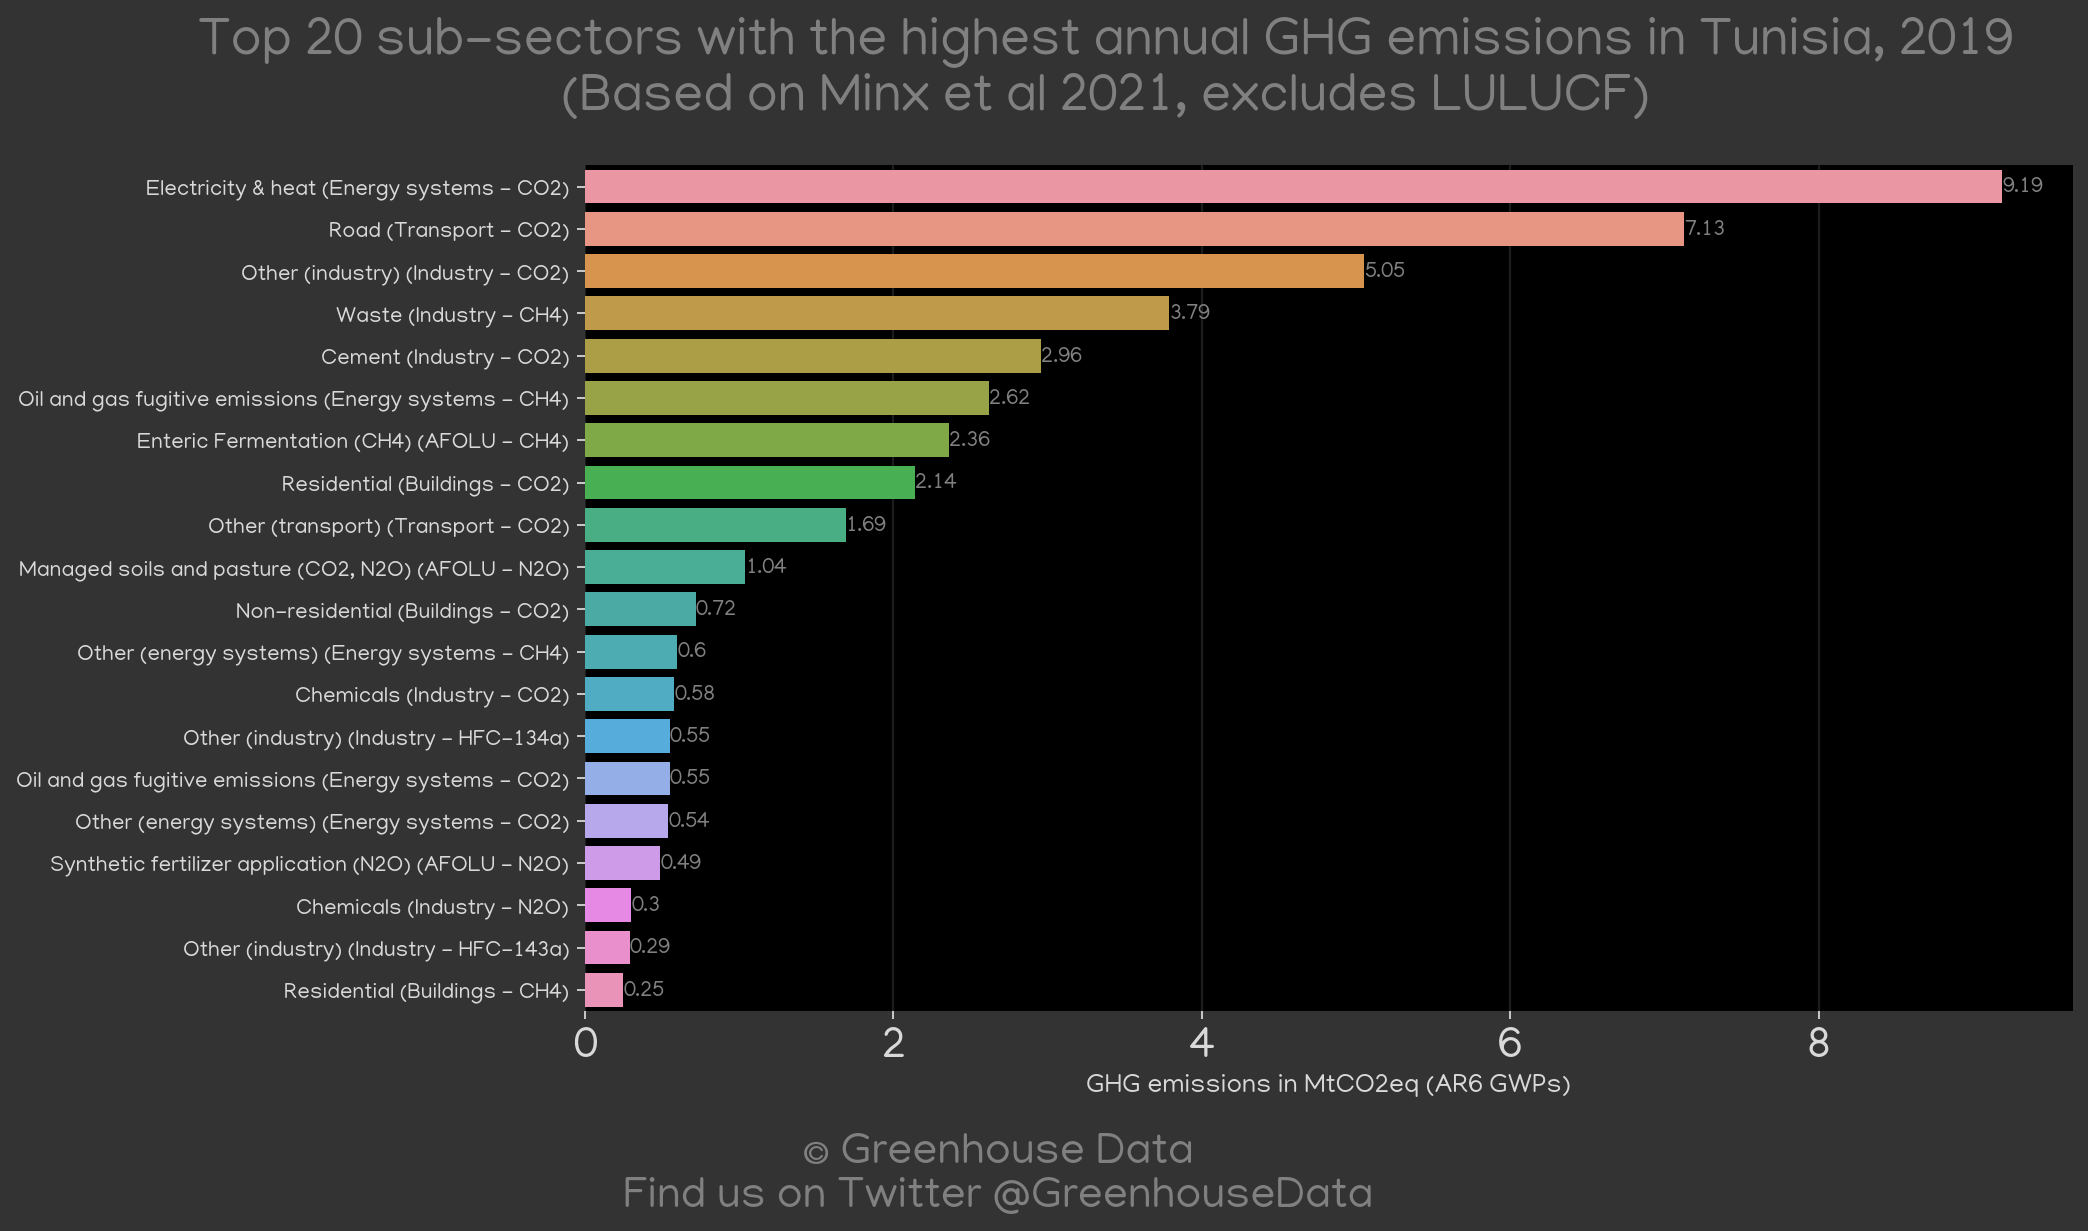 Top 20 sub-sectors with the highest annual GHG emissions in Tunisia, 2019
(Based on Minx et al 2021, excludes LULUCF)
Electricity & heat (Energy systems - CO2) 9.19
Road (Transport - CO2) 7.13
Other (industry) (Industry - CO2) 5.05
Waste (Industry - CH4) 3.79
Cement (Industry - CO2) 2.96
Oil and gas fugitive emissions (Energy systems - CH4) 2.62
Enteric Fermentation (CH4) (AFOLU - CH4) 2.36
Residential (Buildings - CO2) 2.14
Other (transport) (Transport - CO2) 1.69
Managed soils and pasture (CO2, N2O) (AFOLU - N2O) 1.04
Non-residential (Buildings - CO2) 0.72
Other (energy systems) (Energy systems - CH4) 0.6
Chemicals (Industry - CO2) 0.58
Other (industry) (Industry - HFC-134a) 0.55
Oil and gas fugitive emissions (Energy systems - CO2) 0.55
Other (energy systems) (Energy systems - CO2) 0.54
Synthetic fertilizer application (N2O) (AFOLU - N2O) 0.49
Chemicals (Industry - N2O) 0.3
Other (industry) (Industry - HFC-143a) 0.29
Residential (Buildings - CH4) 0.25
0 2 4 6 8
GHG emissions in MtCO2eq (AR6 GWPs)
© Greenhouse Data
Find us on Twitter @GreenhouseData